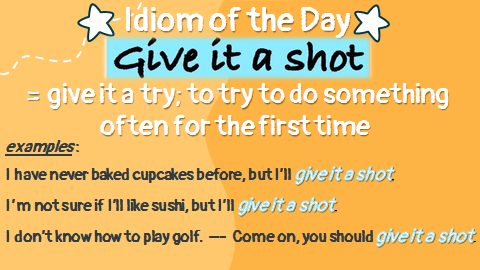 Idiom of the Day
Give it a shot
= give it a try; to try to do something
often for the first time
examples:
I have never baked cupcakes before, but I'll give it a shot.
I'm not sure if I'll like sushi, but I'll give it a shot.
I don't know how to play golf. --- Come on, you should give it a shot.